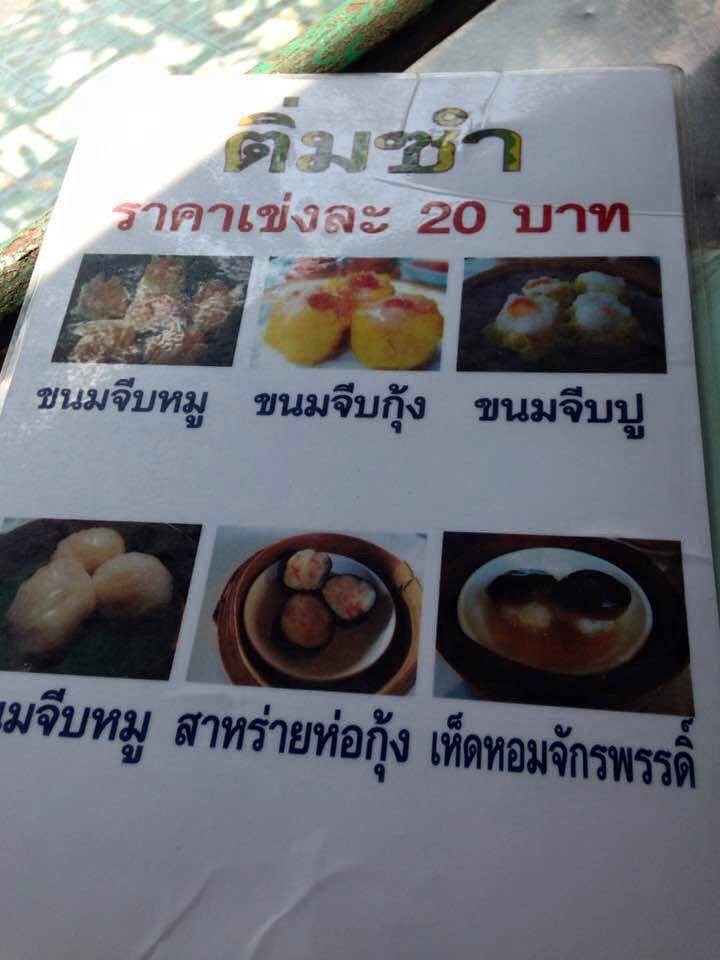 ติ่มซำ
ราคาเข่งละ 20 บาท
ขนมจีบหมู ขนมจีบกุ้ง ขนมจีบปู
มจีบหมู สาหร่ายห่อกุ้ง เห็ดหอมจักรพรรดิ์